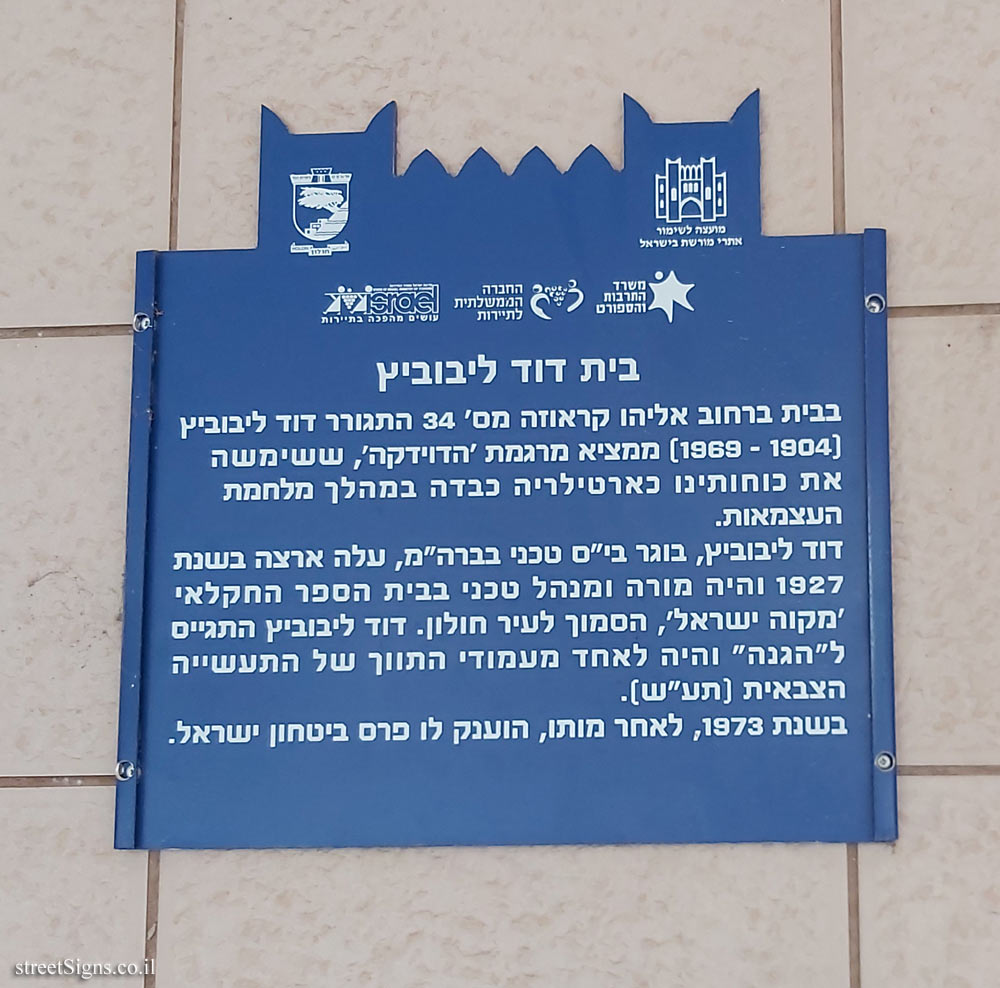 חולון
מועצה לשימור
אתרי מורשת בישראל
משרד
התרבות
והספורט
החברה
הממשלתית
לתיירות
israel
עושים מהפכה בתיירות
בית דוד ליבוביץ
בבית ברחוב אליהו קראוזה מס' 34 התגורר דוד ליבוביץ
(1904 - 1969) ממציא מרגמת 'הדוידקה', ששימשה
את כוחותינו כארטילריה כבדה במהלך מלחמת
העצמאות.
דוד ליבוביץ, בוגר בי"ס טכני בברה"מ, עלה ארצה בשנת
1927 והיה מורה ומנהל טכני בבית הספר החקלאי
'מקוה ישראל', הסמוך לעיר חולון. דוד ליבוביץ התגייס
ל"הגנה" והיה לאחד מעמודי התווך של התעשייה
הצבאית (תע"ש).
בשנת 1973, לאחר מותו, הוענק לו פרס ביטחון ישראל.
streetSigns.co.il